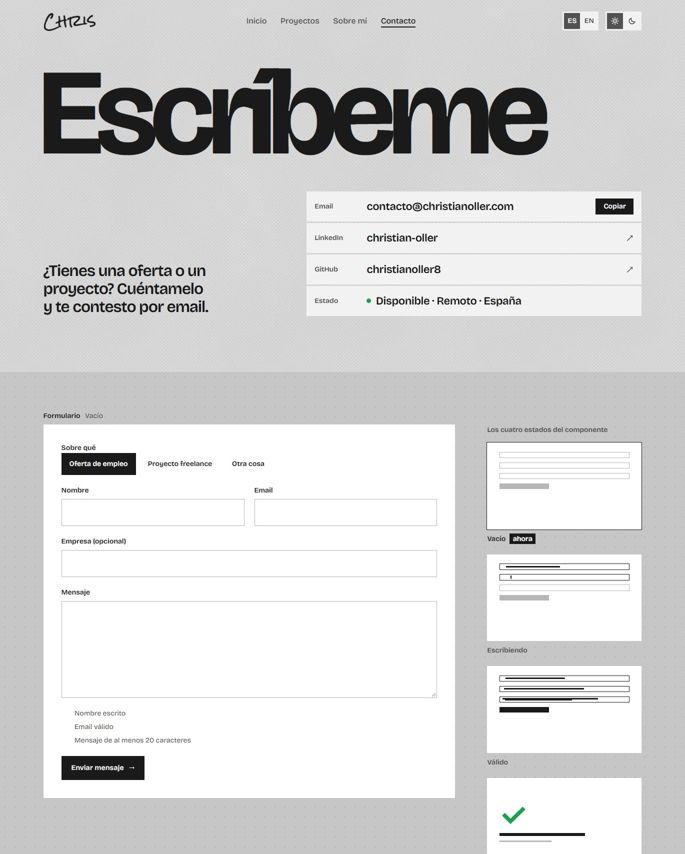 CHRIS
Inicio Proyectos Sobre mí Contacto
ES EN
Escríbeme
¿Tienes una oferta o un
proyecto? Cuéntamelo
y te contesto por email.
Email contacto@christianoller.com Copiar
LinkedIn christian-oller ↗
GitHub christianoller8 ↗
Estado Disponible · Remoto · España
Formulario Vacío
Sobre qué
Oferta de empleo Proyecto freelance Otra cosa
Nombre Email
Empresa (opcional)
Mensaje
Nombre escrito
Email válido
Mensaje de al menos 20 caracteres
Enviar mensaje →
Los cuatro estados del componente
Vacío ahora
Escribiendo
Válido